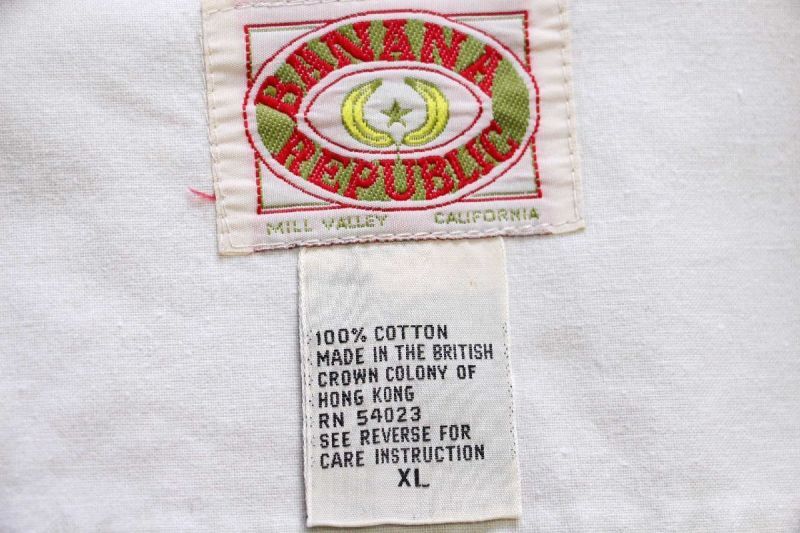 BANANA
REPUBLIC
MILL VALLEY CALIFORNIA
100% COTTON
MADE IN THE BRITISH
CROWN COLONY OF
HONG KONG
RN 54023
SEE REVERSE FOR
CARE INSTRUCTION
XL